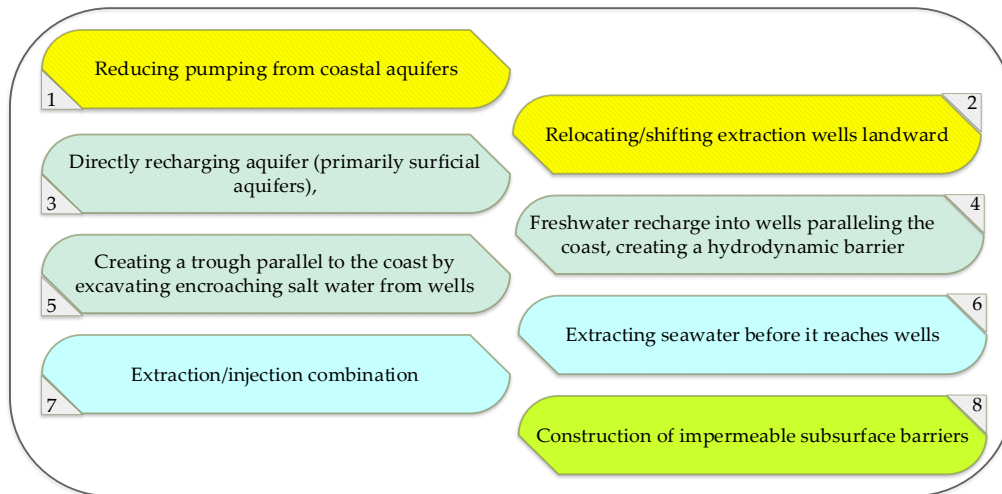 Reducing pumping from coastal aquifers
1
2
Relocating/shifting extraction wells landward
Directly recharging aquifer (primarily surficial
aquifers),
3
4
Freshwater recharge into wells paralleling the
coast, creating a hydrodynamic barrier
Creating a trough parallel to the coast by
excavating encroaching salt water from wells
5
6
Extracting seawater before it reaches wells
Extraction/injection combination
7
8
Construction of impermeable subsurface barriers